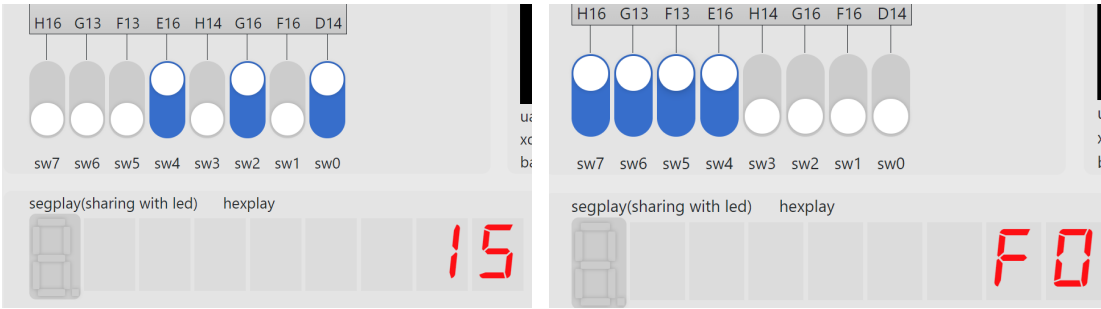 H16 G13 F13 E16 H14 G16 F16 D14
sw7 sw6 sw5 sw4 sw3 sw2 sw1 sw0
segplay(sharing with led) hexplay
15
H16 G13 F13 E16 H14 G16 F16 D14
sw7 sw6 sw5 sw4 sw3 sw2 sw1 sw0
segplay(sharing with led) hexplay
F0